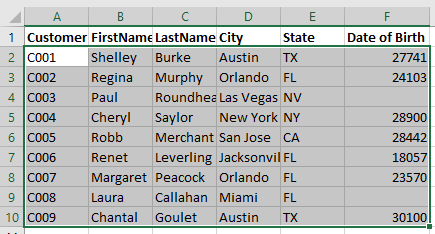 A B C D E F
1 Customer FirstName LastName City State Date of Birth
2 C001 Shelley Burke Austin TX 27741
3 C002 Regina Murphy Orlando FL 24103
4 C003 Paul Roundhea Las Vegas NV
5 C004 Cheryl Saylor New York NY 28900
6 C005 Robb Merchant San Jose CA 28442
7 C006 Renet Leverling Jacksonvil FL 18057
8 C007 Margaret Peacock Orlando FL 23570
9 C008 Laura Callahan Miami FL
10 C009 Chantal Goulet Austin TX 30100